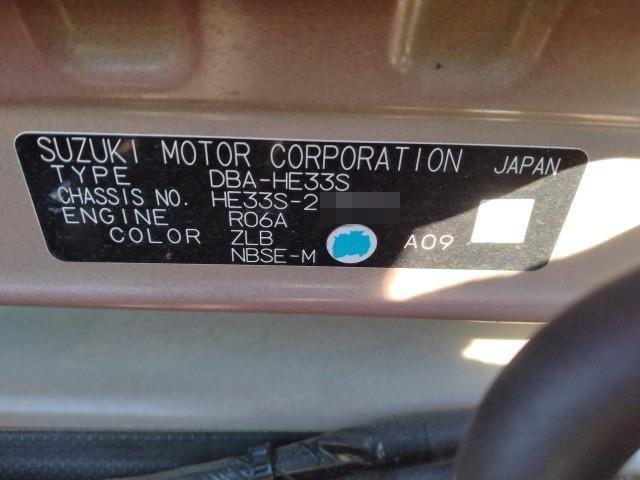 SUZUKI MOTOR CORPORATION JAPAN
TYPE DBA-HE33S
CHASSIS NO. HE33S-2
ENGINE R06A
COLOR ZLB A09
NBSE-M